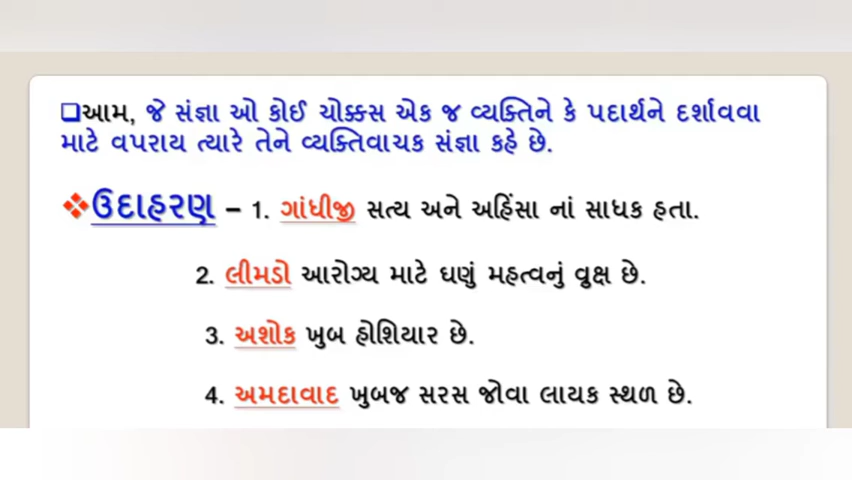 આમ, જે સંજ્ઞા ઓ કોઈ ચોક્ક્સ એક જ વ્યક્તિને કે પદાર્થને દર્શાવવા
માટે વપરાય ત્યારે તેને વ્યક્તિવાચક સંજ્ઞા કહે છે.
ઉદાહરણ – 1. ગાંધીજી સત્ય અને અહિંસા નાં સાધક હતા.
2. લીમડો આરોગ્ય માટે ઘણું મહત્વનું વૃક્ષ છે.
3. અશોક ખુબ હોશિયાર છે.
4. અમદાવાદ ખુબજ સરસ જોવા લાયક સ્થળ છે.